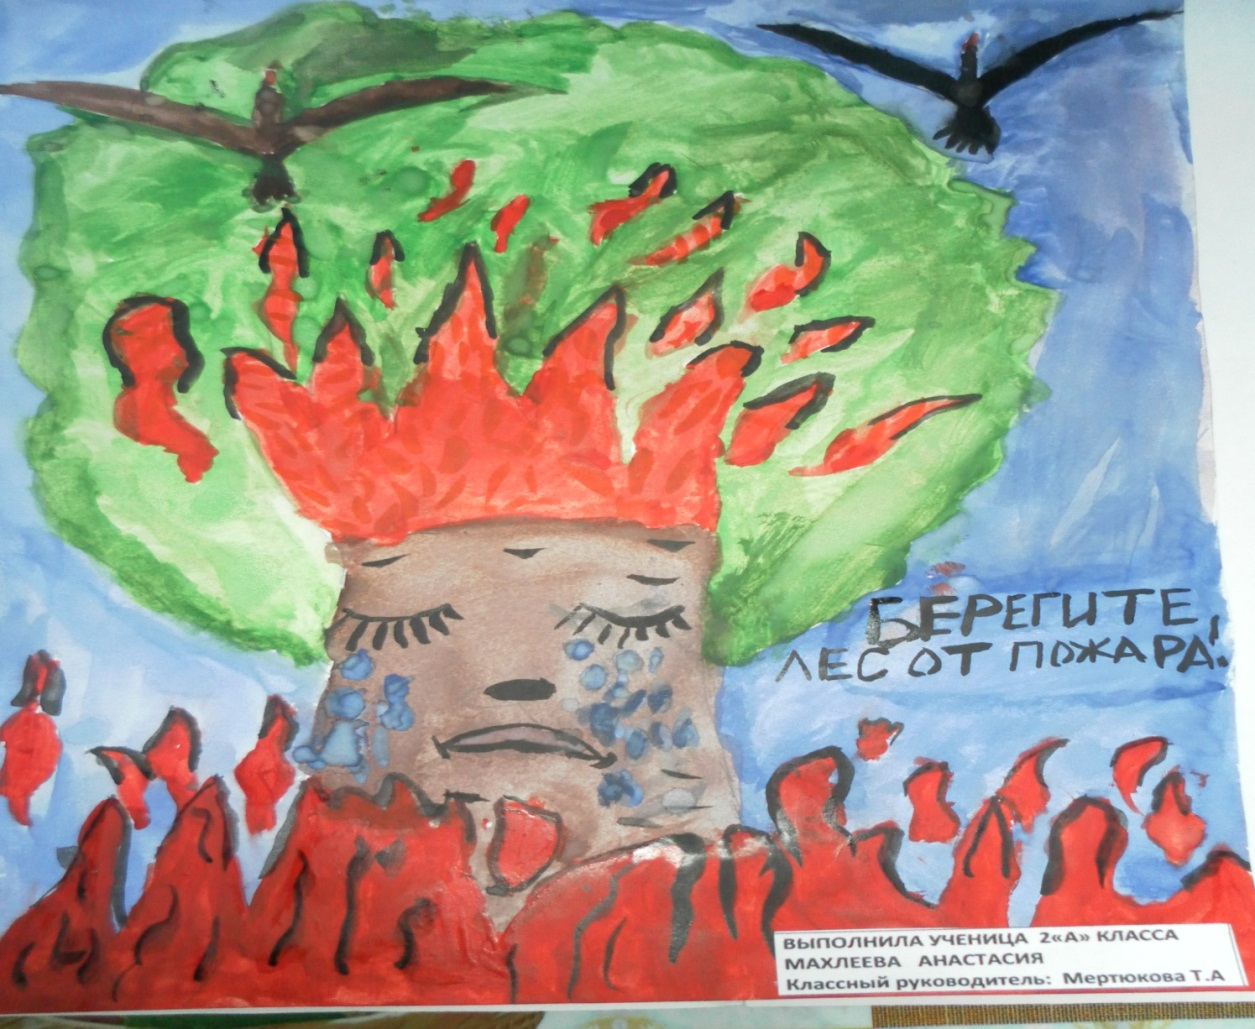 БЕРЕГИТЕ,
ЛЕС ОТ ПОЖАРА!
ВЫПОЛНИЛА УЧЕНИЦА 2«А» КЛАССА
МАХЛЕЕВА АНАСТАСИЯ
Классный руководитель: Мертюкова Т.А